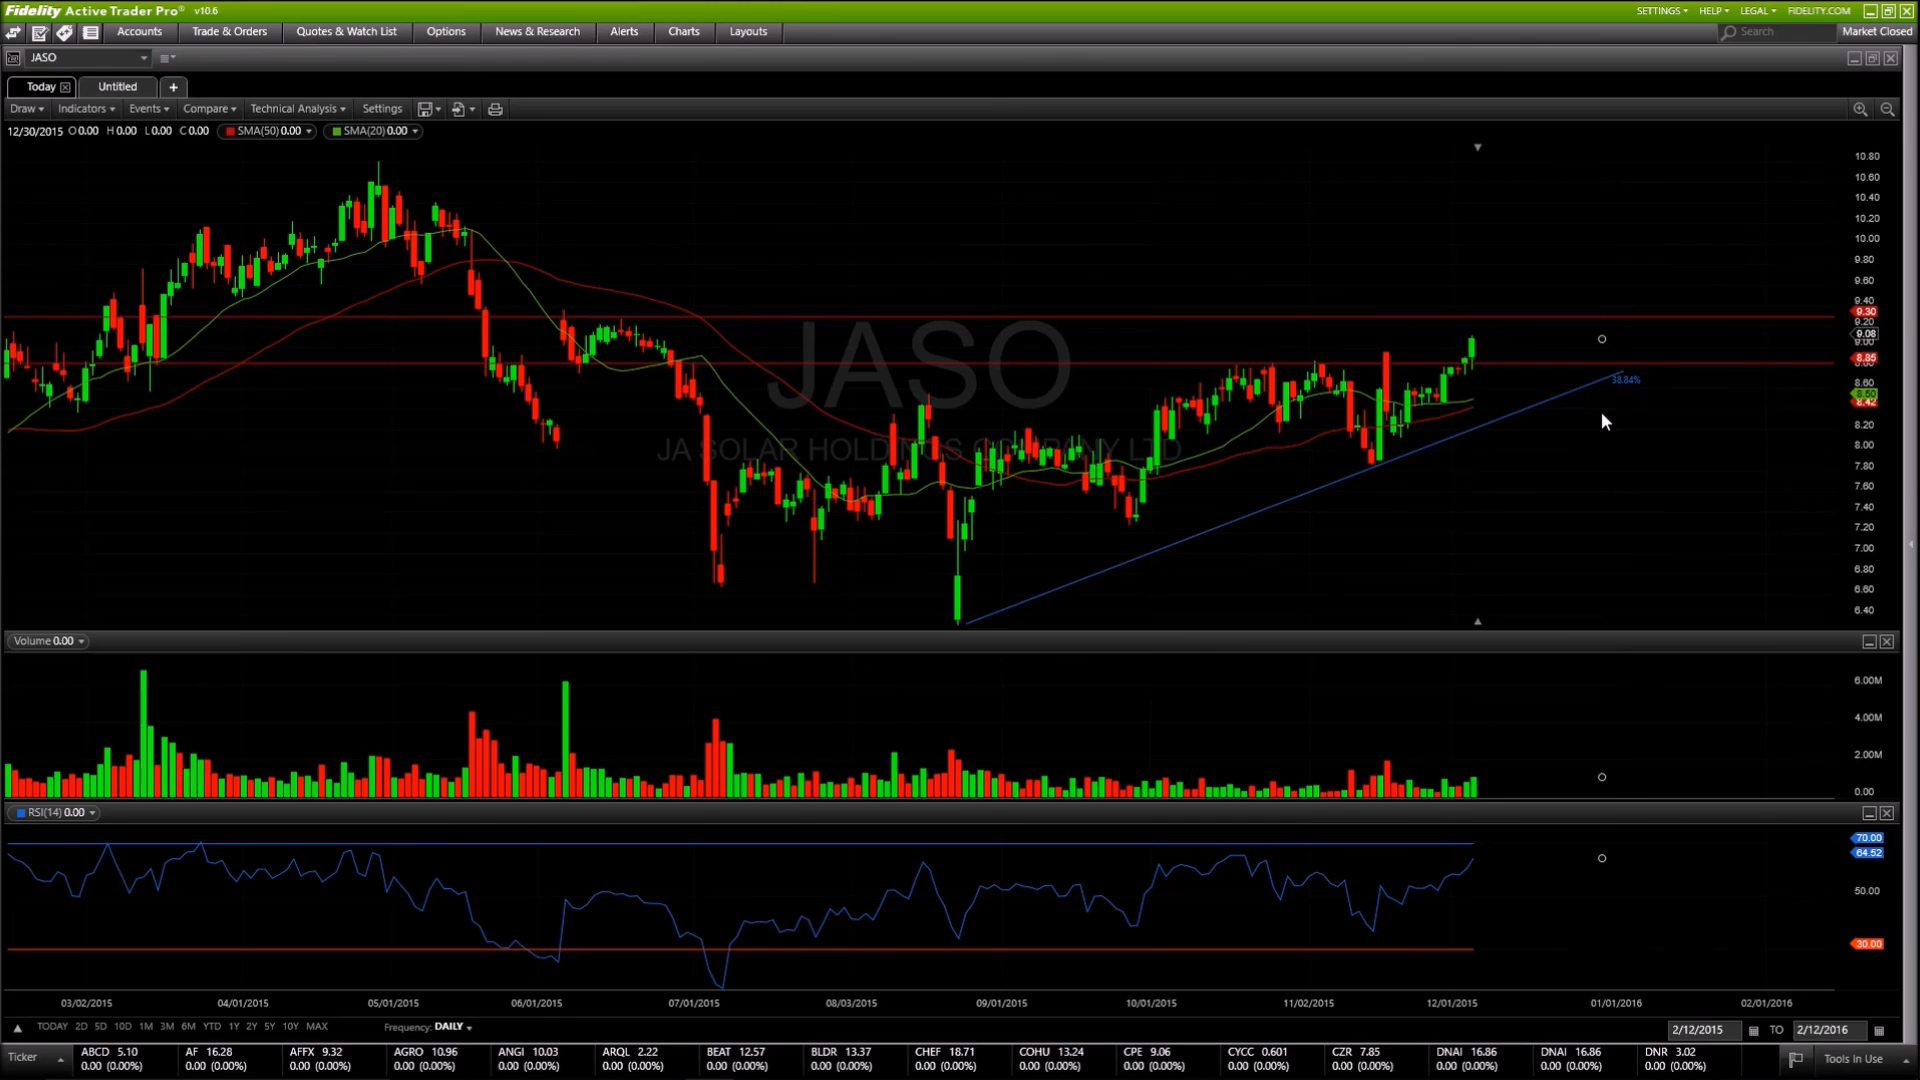 Fidelity Active Trader Pro® v10.6 SETTINGS HELP LEGAL FIDELITY.COM
Accounts Trade & Orders Quotes & Watch List Options News & Research Alerts Charts Layouts Search Market Closed
JASO
Today Untitled +
Draw Indicators Events Compare Technical Analysis Settings
12/30/2015 O 0.00 H 0.00 L 0.00 C 0.00 SMA(50) 0.00 SMA(20) 0.00
10.80
10.60
10.40
10.20
10.00
9.80
9.60
9.40
9.30
9.20
9.08
9.00
8.85
8.60
8.50
8.42
8.20
8.00
7.80
7.60
7.40
7.20
7.00
6.80
6.60
6.40
JASO
JA SOLAR HOLDINGS COMPANY LTD
38.84%
Volume 0.00
6.00M
4.00M
2.00M
0.00
RSI(14) 0.00
70.00
64.52
50.00
30.00
03/02/2015 04/01/2015 05/01/2015 06/01/2015 07/01/2015 08/03/2015 09/01/2015 10/01/2015 11/02/2015 12/01/2015 01/01/2016 02/01/2016
TODAY 2D 5D 10D 1M 3M 6M YTD 1Y 2Y 5Y 10Y MAX Frequency: DAILY 2/12/2015 TO 2/12/2016
Ticker ABCD 5.10 AF 16.28 AFFX 9.32 AGRO 10.96 ANGI 10.03 ARQL 2.22 BEAT 12.57 BLDR 13.37 CHEF 18.71 COHU 13.24 CPE 9.06 CYCC 0.601 CZR 7.85 DNAI 16.86 DNAI 16.86 DNR 3.02 Tools In Use
0.00 (0.00%) 0.00 (0.00%) 0.00 (0.00%) 0.00 (0.00%) 0.00 (0.00%) 0.00 (0.00%) 0.00 (0.00%) 0.00 (0.00%) 0.00 (0.00%) 0.00 (0.00%) 0.00 (0.00%) 0.00 (0.00%) 0.00 (0.00%) 0.00 (0.00%) 0.00 (0.00%) 0.00 (0.00%)